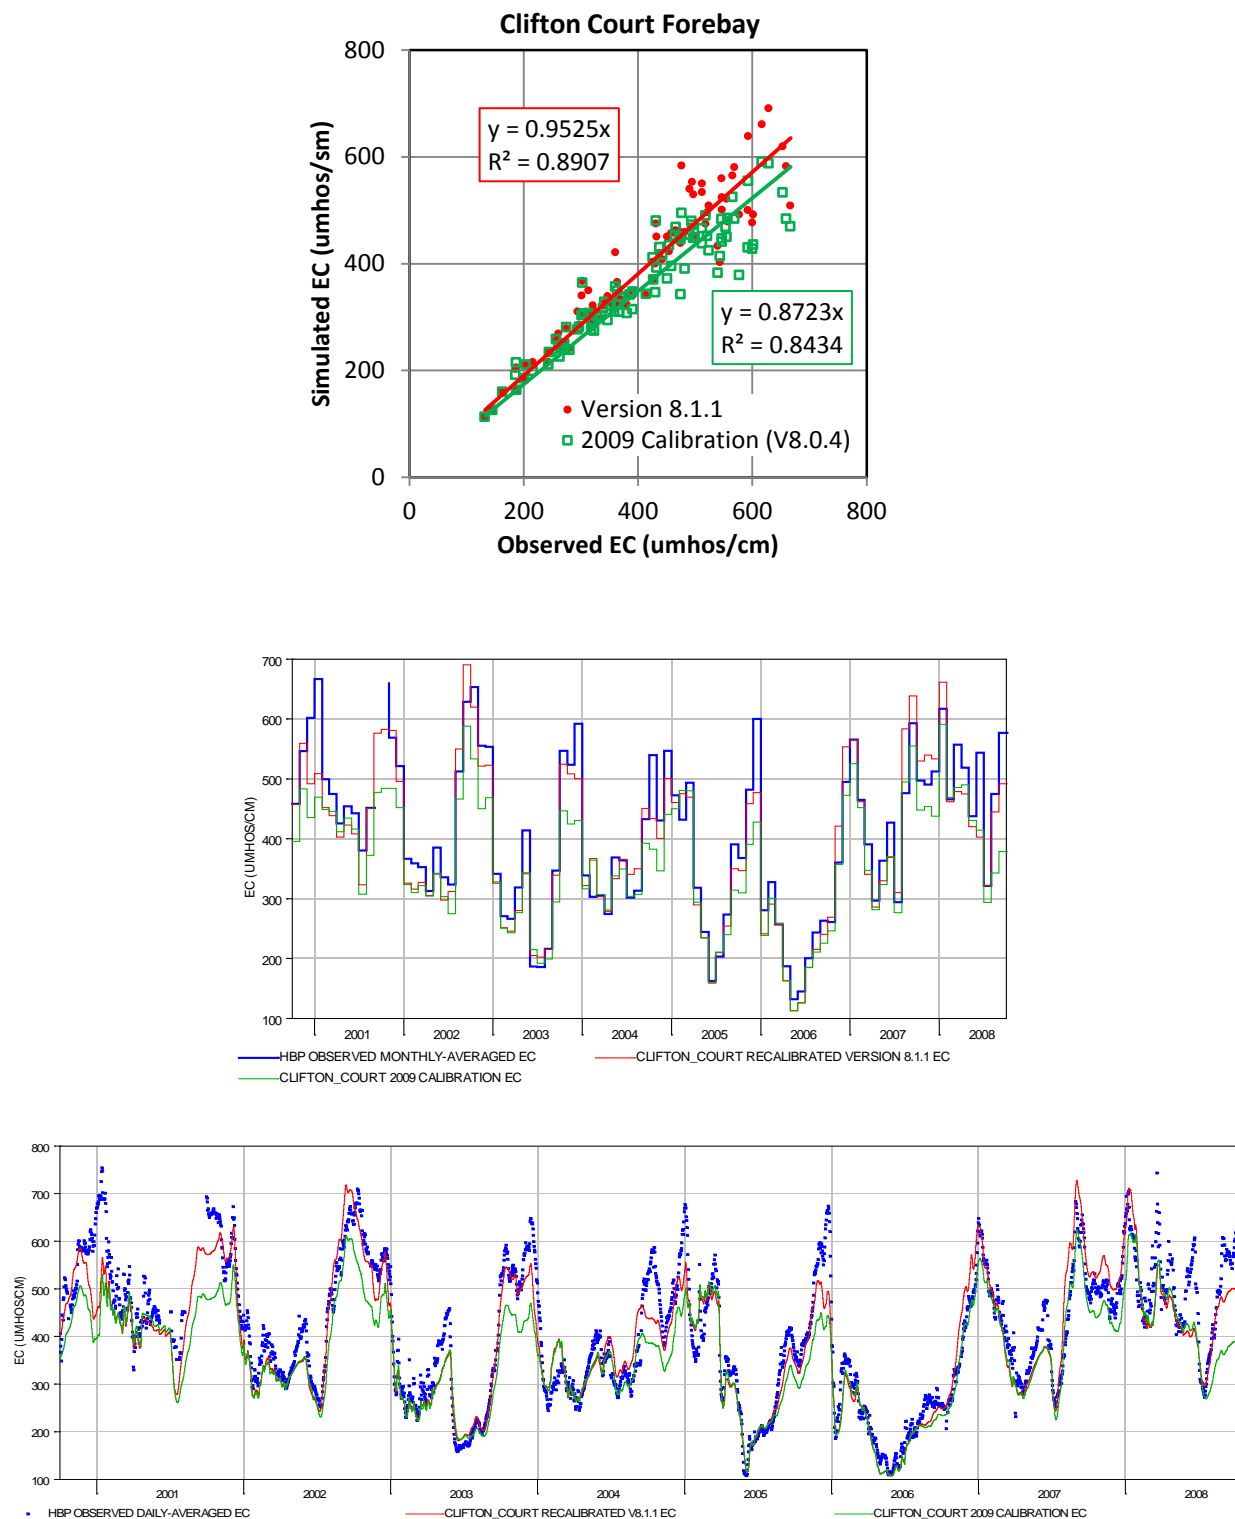 Clifton Court Forebay
800
600
400
200
0
Simulated EC (umhos/sm)
y = 0.9525x
R² = 0.8907
y = 0.8723x
R² = 0.8434
Version 8.1.1
2009 Calibration (V8.0.4)
0 200 400 600 800
Observed EC (umhos/cm)
700
600
500
400
300
200
100
EC (UMHOS/CM)
2001 2002 2003 2004 2005 2006 2007 2008
HBP OBSERVED MONTHLY-AVERAGED EC CLIFTON_COURT RECALIBRATED VERSION 8.1.1 EC
CLIFTON_COURT 2009 CALIBRATION EC
800
700
600
500
400
300
200
100
EC (UMHOS/CM)
2001 2002 2003 2004 2005 2006 2007 2008
HBP OBSERVED DAILY-AVERAGED EC CLIFTON_COURT RECALIBRATED V8.1.1 EC CLIFTON_COURT 2009 CALIBRATION EC